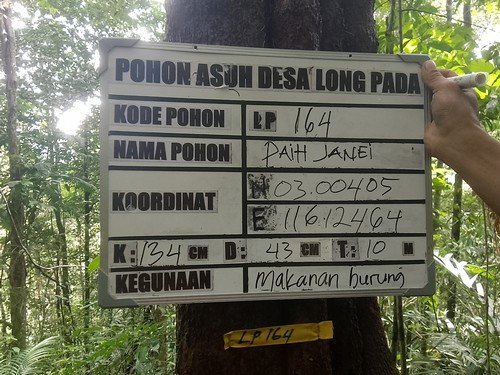 POHON ASUH DESA LONG PADA
KODE POHON LP 164
NAMA POHON PAIH JANEI
KOORDINAT N 03.00405
E 116.12464
K: 134 CM D: 43 CM T: 10 M
KEGUNAAN Makanan burung
LP 164